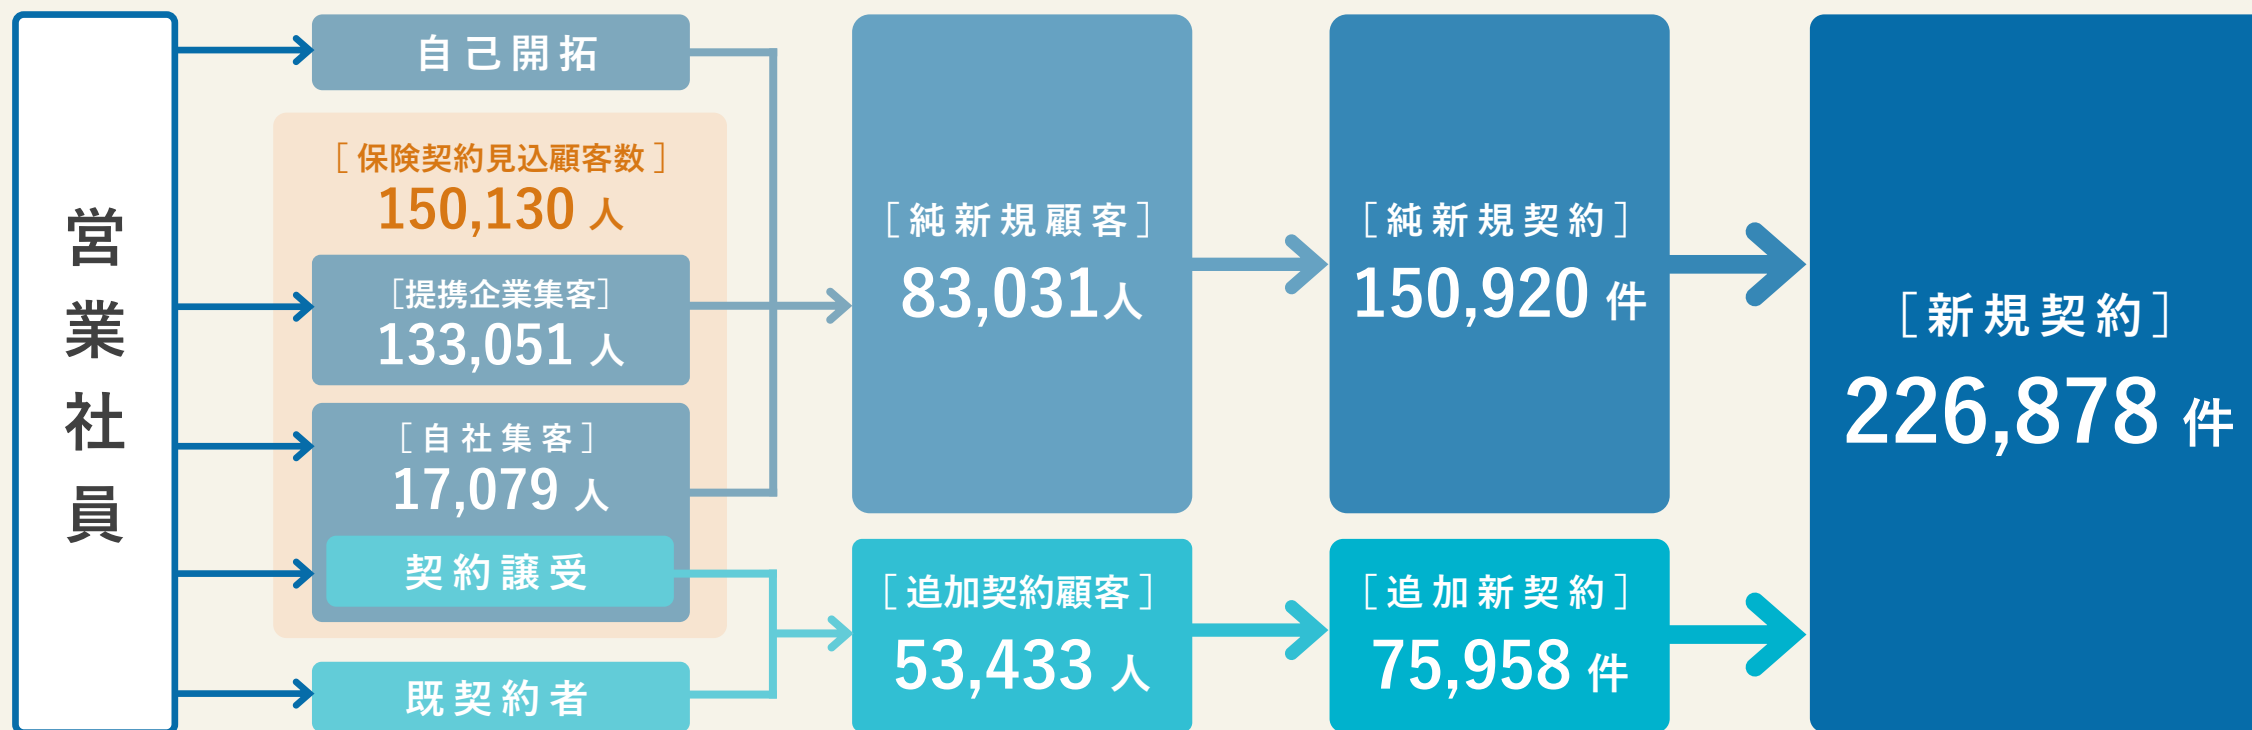 営業社員
自己開拓
［保険契約見込顧客数］
150,130 人
［提携企業集客］
133,051 人
［自社集客］
17,079 人
契約譲受
既契約者
［純新規顧客］
83,031人
［追加契約顧客］
53,433 人
［純新規契約］
150,920 件
［追加新契約］
75,958 件
［新規契約］
226,878 件